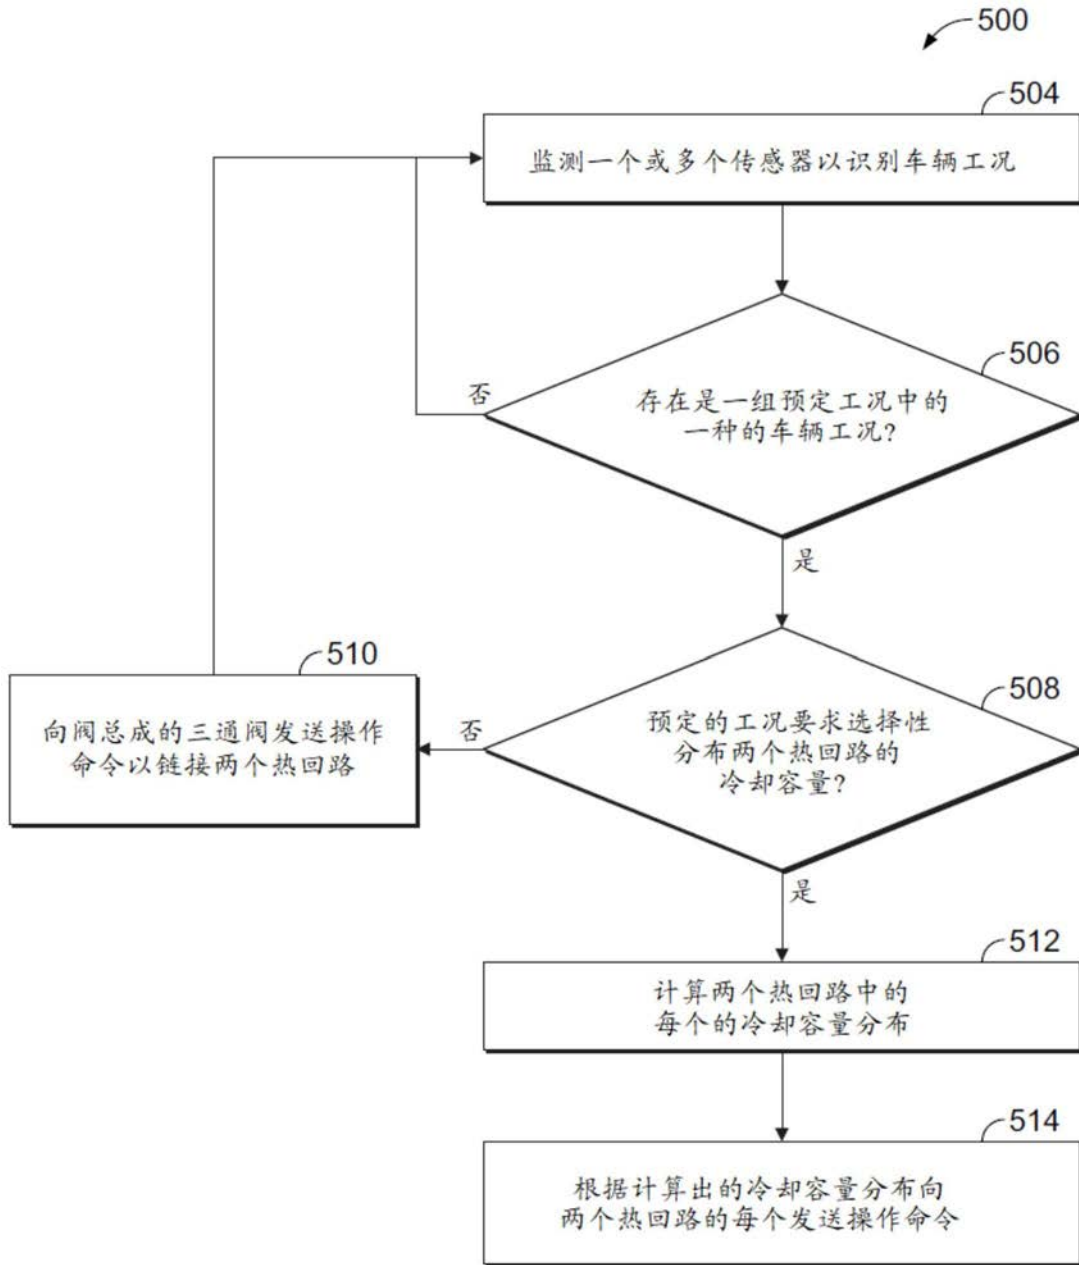 500
504
监测一个或多个传感器以识别车辆工况
506
否
存在是一组预定工况中的
一种的车辆工况?
是
510
508
向阀总成的三通阀发送操作
命令以链接两个热回路
否
预定的工况要求选择性
分布两个热回路的
冷却容量?
是
512
计算两个热回路中的
每个的冷却容量分布
514
根据计算出的冷却容量分布向
两个热回路的每个发送操作命令